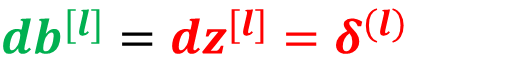 db^[l] = dz^[l] = δ^(l)